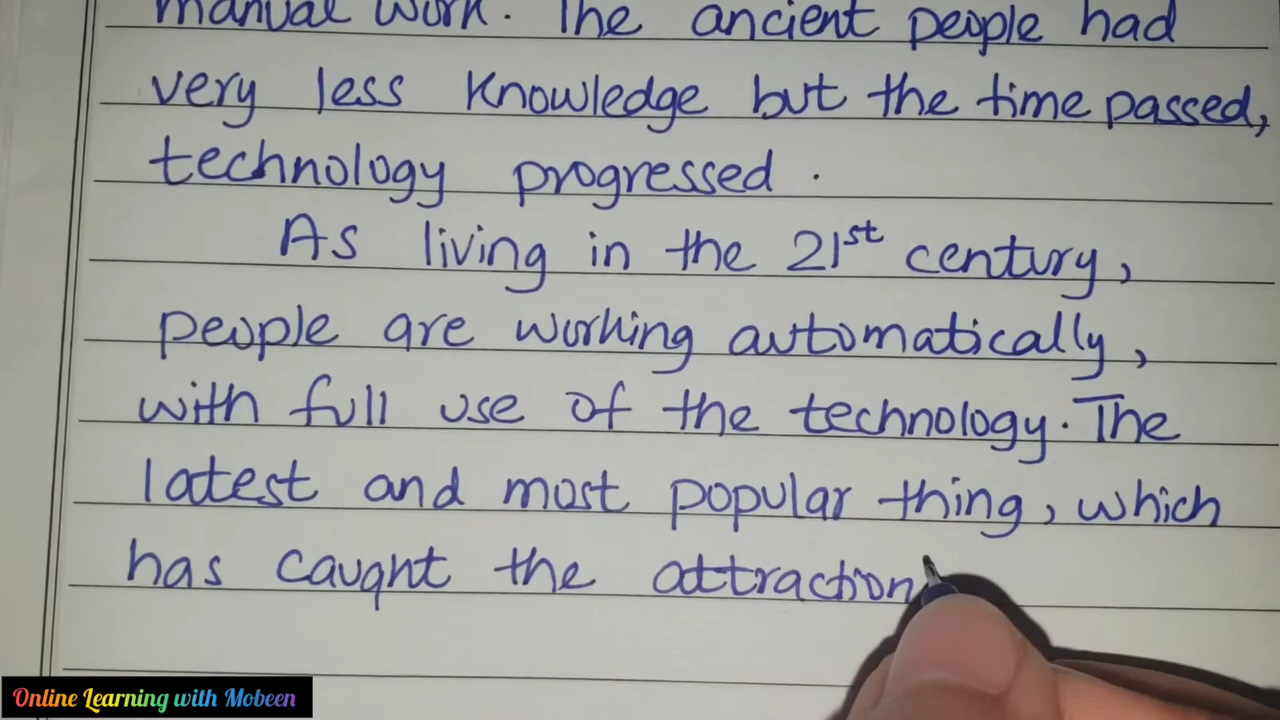 manual work. The ancient people had
very less knowledge but the time passed,
technology progressed.
As living in the 21st century,
people are working automatically,
with full use of the technology. The
latest and most popular thing, which
has caught the attraction
Online Learning with Mobeen